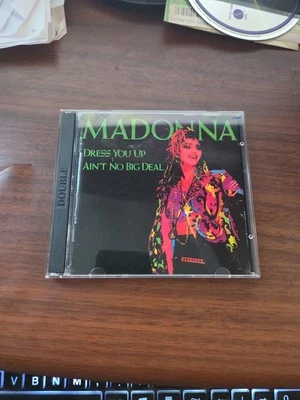 MADONNA
DRESS YOU UP
AIN'T NO BIG DEAL
DOUBLE
V B N M